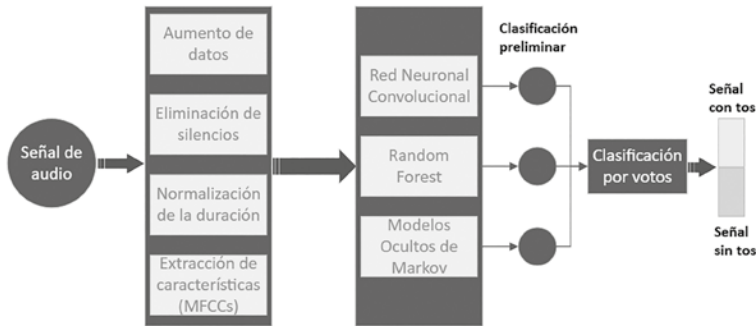 Señal de
audio
Aumento de
datos
Eliminación de
silencios
Normalización
de la duración
Extracción de
características
(MFCCs)
Red Neuronal
Convolucional
Random
Forest
Modelos
Ocultos de
Markov
Clasificación
preliminar
Clasificación
por votos
Señal
con tos
Señal
sin tos